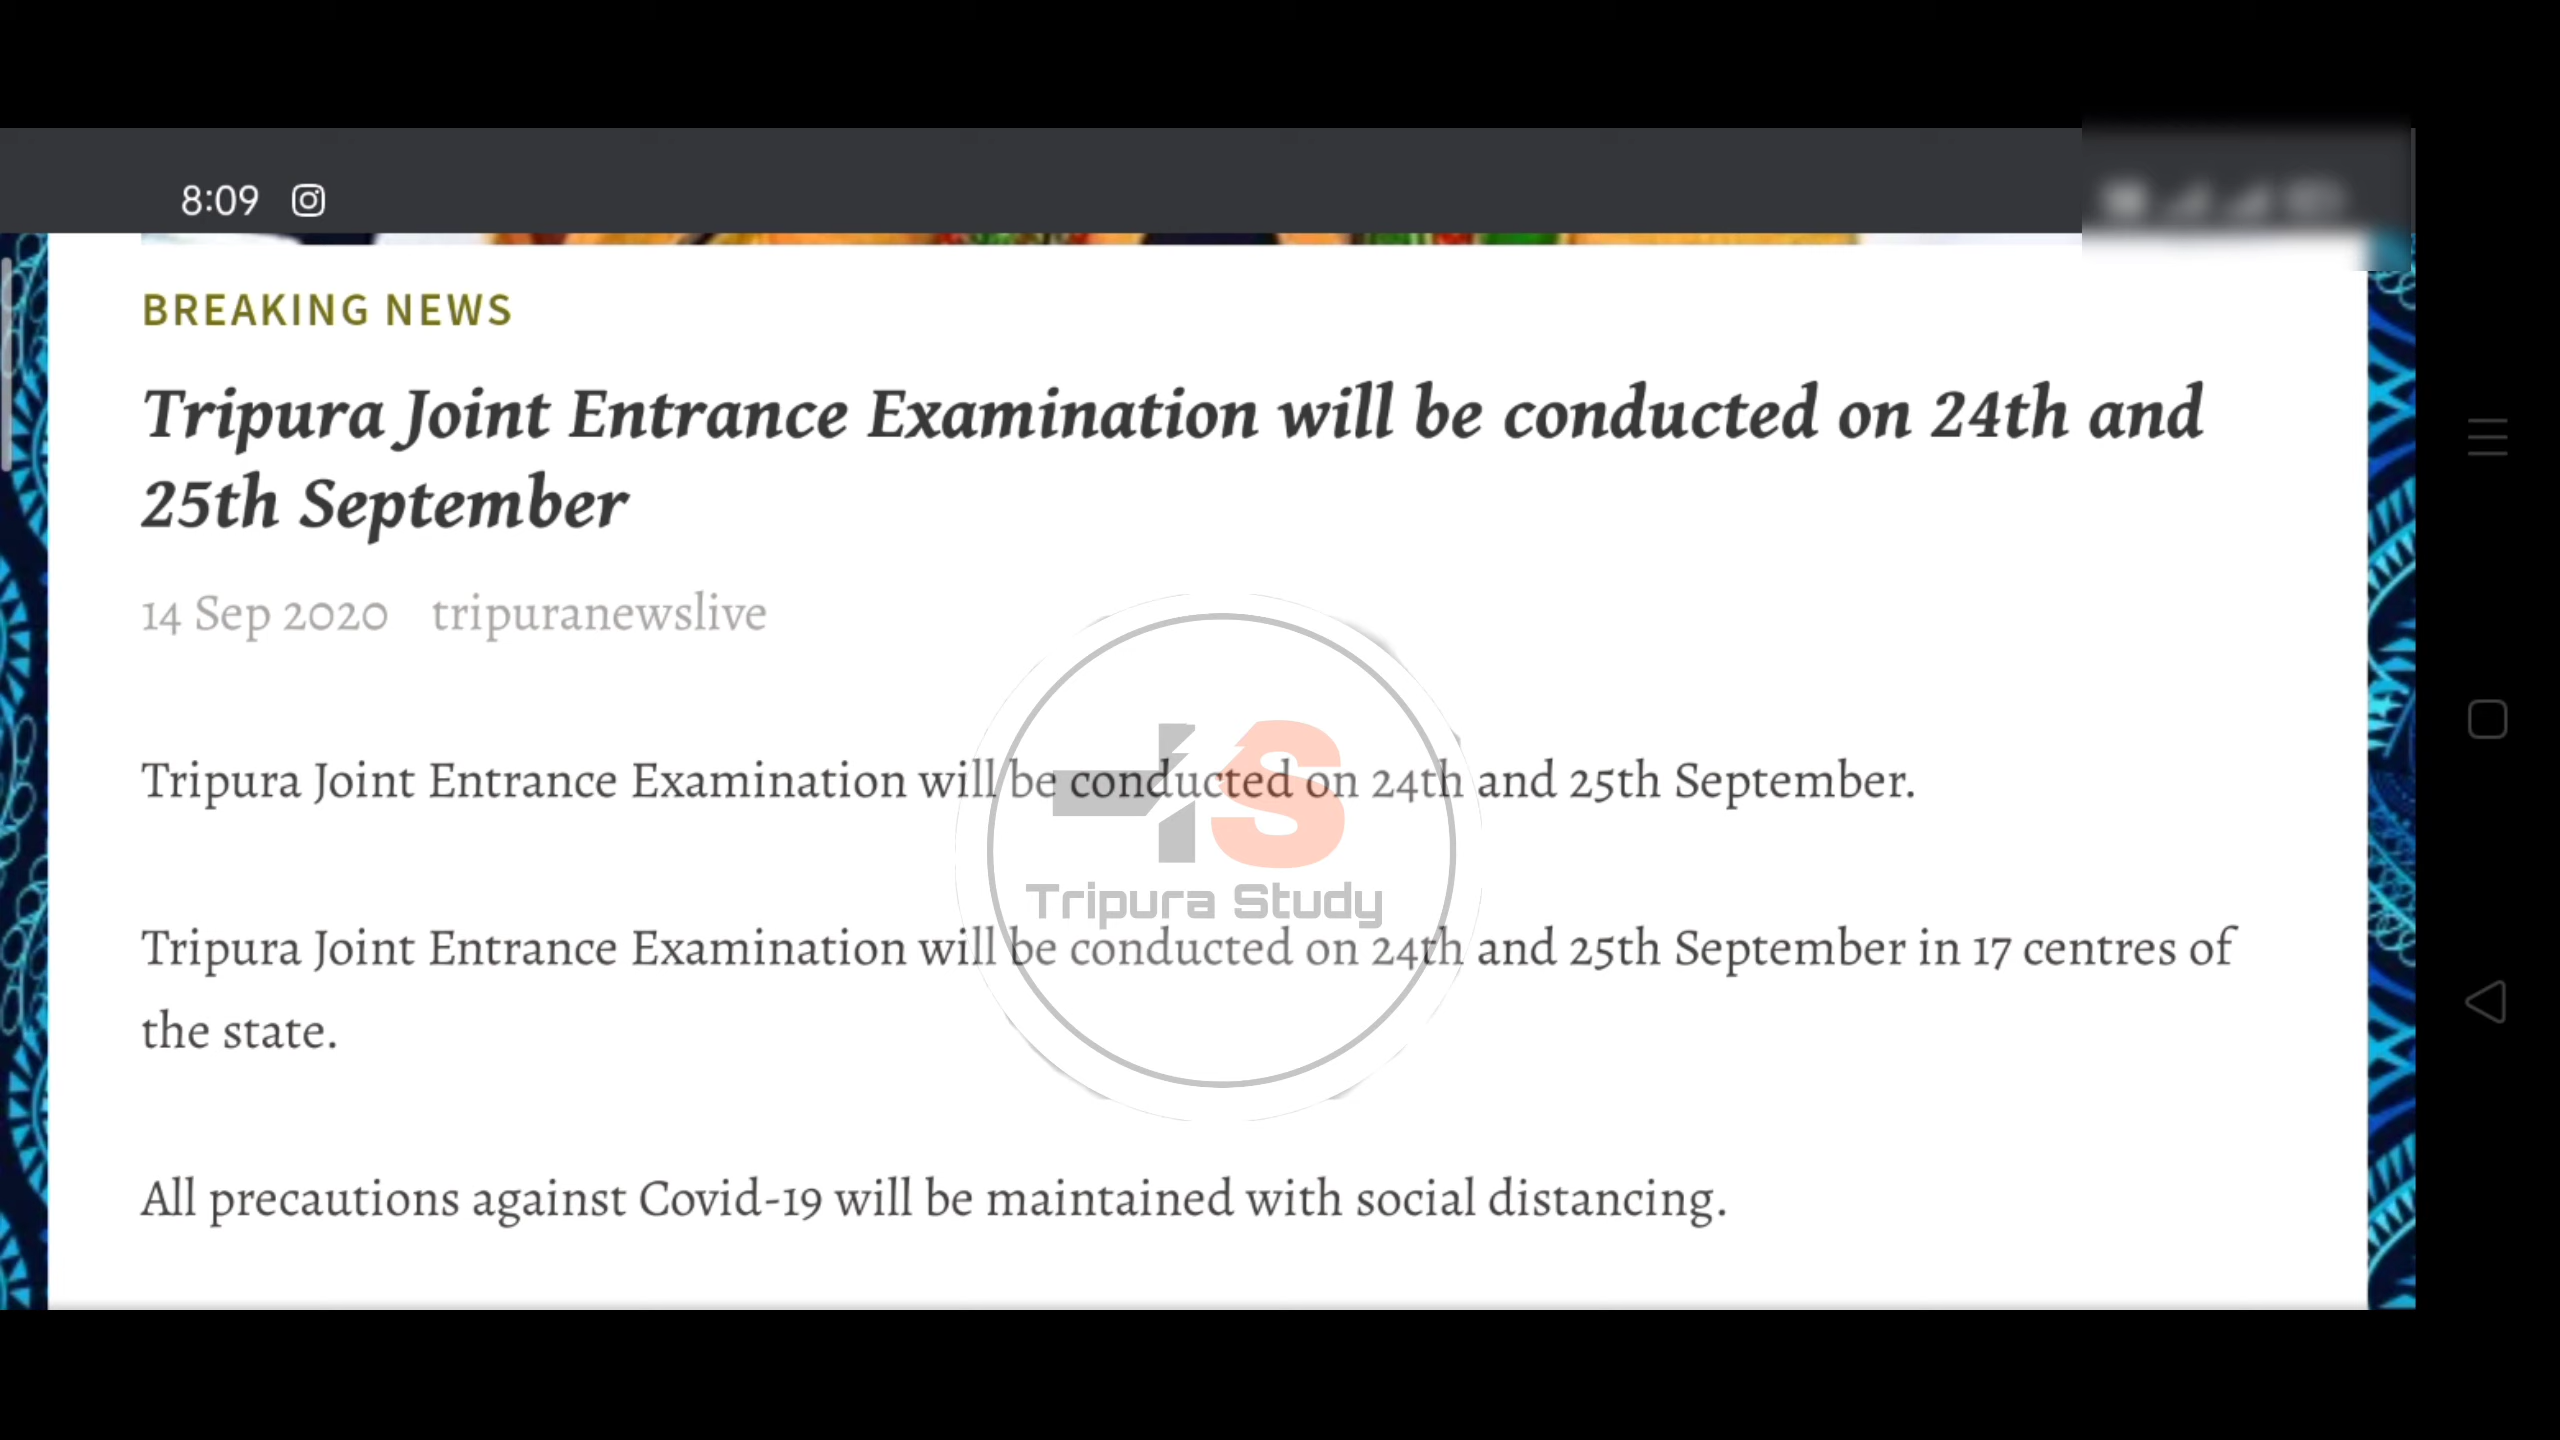 8:09
BREAKING NEWS
Tripura Joint Entrance Examination will be conducted on 24th and
25th September
14 Sep 2020 tripuranewslive
Tripura Joint Entrance Examination will be conducted on 24th and 25th September.
TS
Tripura Study
Tripura Joint Entrance Examination will be conducted on 24th and 25th September in 17 centres of
the state.
All precautions against Covid-19 will be maintained with social distancing.